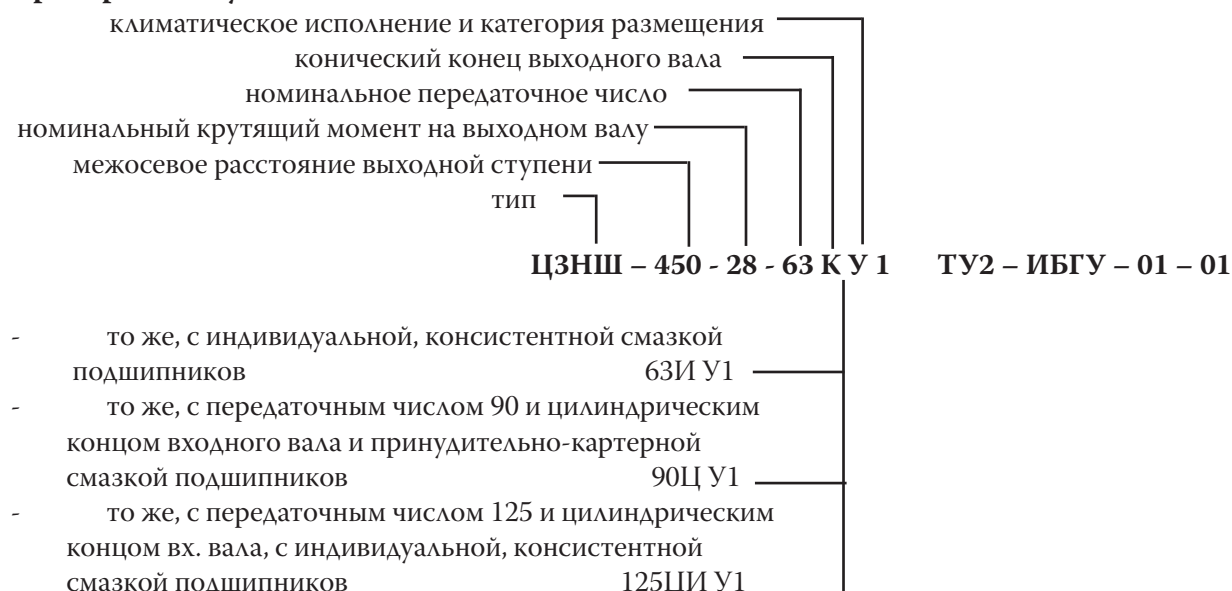 климатическое исполнение и категория размещения
конический конец выходного вала
номинальное передаточное число
номинальный крутящий момент на выходном валу
межосевое расстояние выходной ступени
тип
Ц3НШ – 450 - 28 - 63 К У 1 ТУ2 – ИБГУ – 01 – 01
- то же, с индивидуальной, консистентной смазкой
подшипников 63И У1
- то же, с передаточным числом 90 и цилиндрическим
концом входного вала и принудительно-картерной
смазкой подшипников 90Ц У1
- то же, с передаточным числом 125 и цилиндрическим
концом вх. вала, с индивидуальной, консистентной
смазкой подшипников 125ЦИ У1